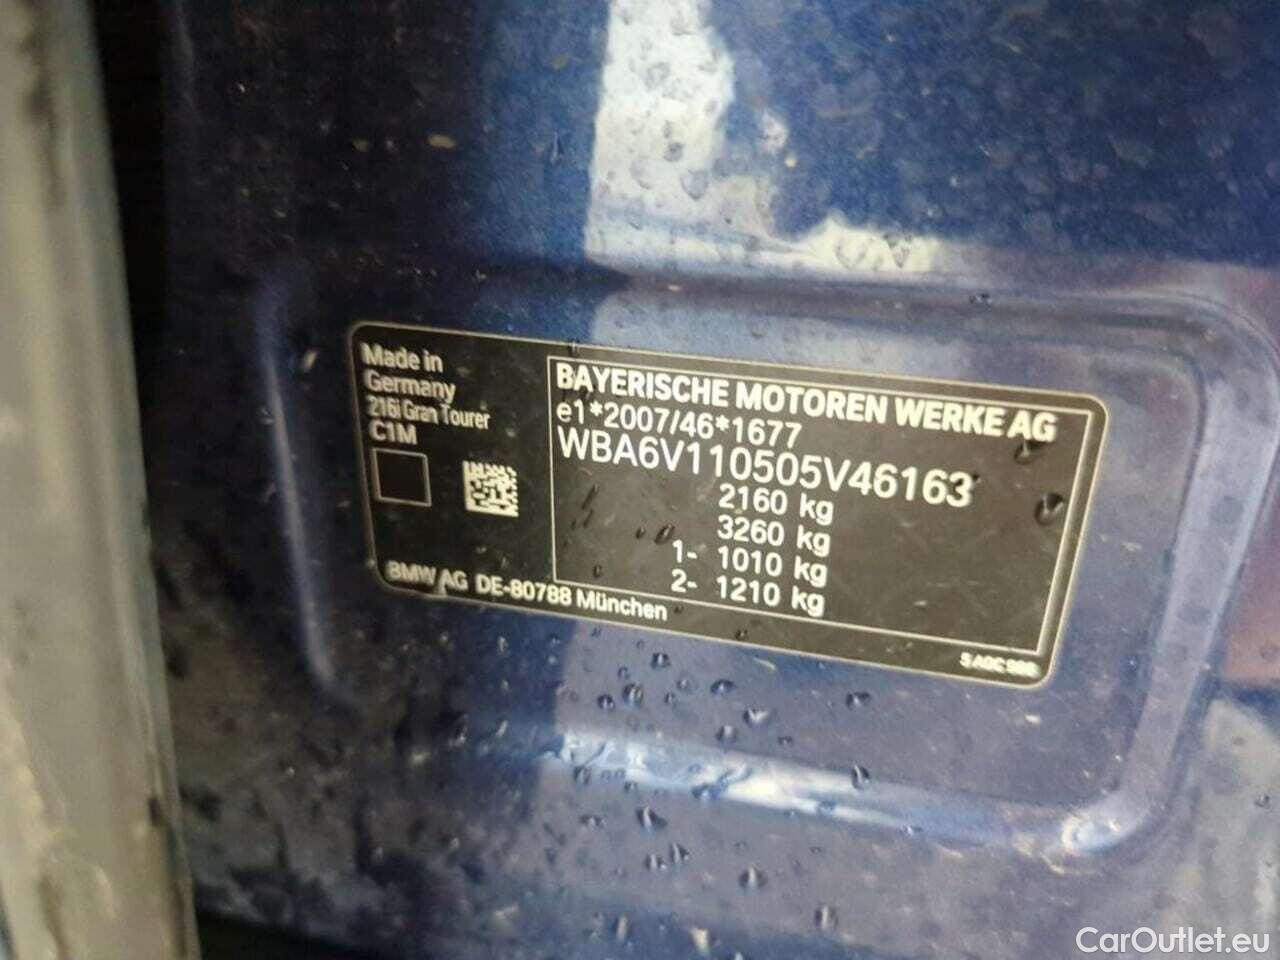 Made in
Germany
216i Gran Tourer
C1M
BMW AG DE-80788 München
BAYERISCHE MOTOREN WERKE AG
e1*2007/46*1677
WBA6V110505V46163
2160 kg
3260 kg
1- 1010 kg
2- 1210 kg
CarOutlet.eu